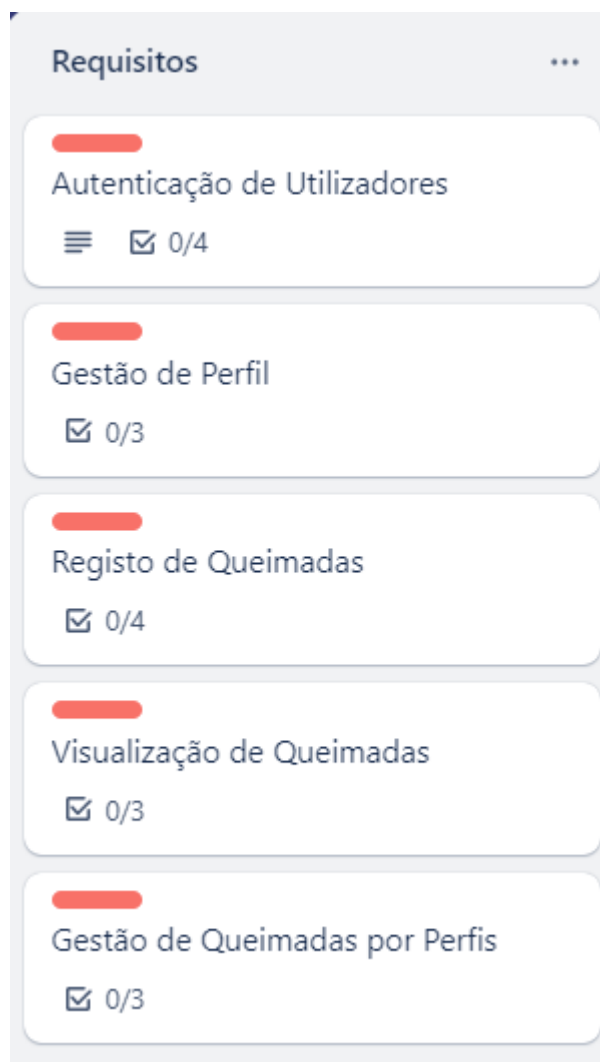 Requisitos
Autenticação de Utilizadores
0/4
Gestão de Perfil
0/3
Registo de Queimadas
0/4
Visualização de Queimadas
0/3
Gestão de Queimadas por Perfis
0/3